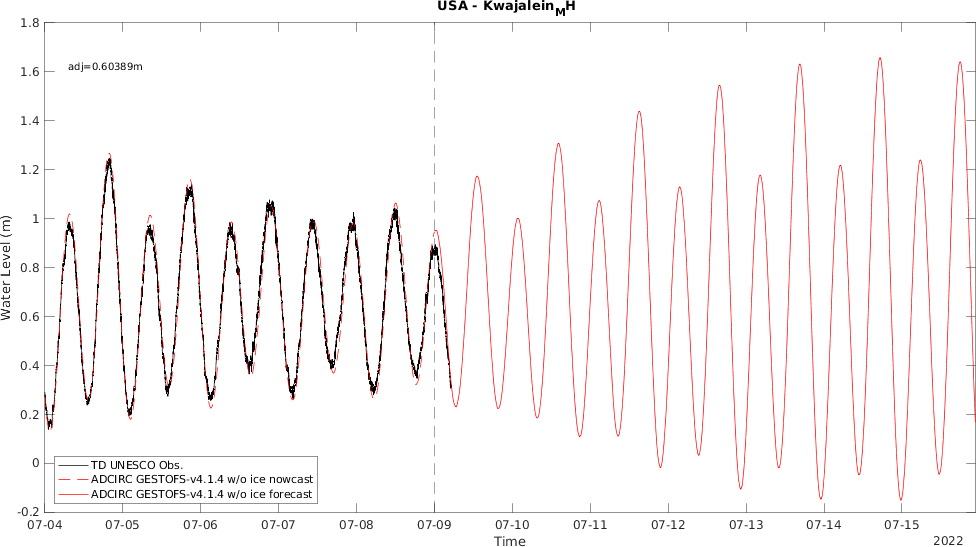 USA - Kwajalein_MH
1.8
1.6
1.4
1.2
1
0.8
0.6
0.4
0.2
0
-0.2
Water Level (m)
adj=0.60389m
TD UNESCO Obs.
ADCIRC GESTOFS-v4.1.4 w/o ice nowcast
ADCIRC GESTOFS-v4.1.4 w/o ice forecast
07-04 07-05 07-06 07-07 07-08 07-09 07-10 07-11 07-12 07-13 07-14 07-15
Time
2022